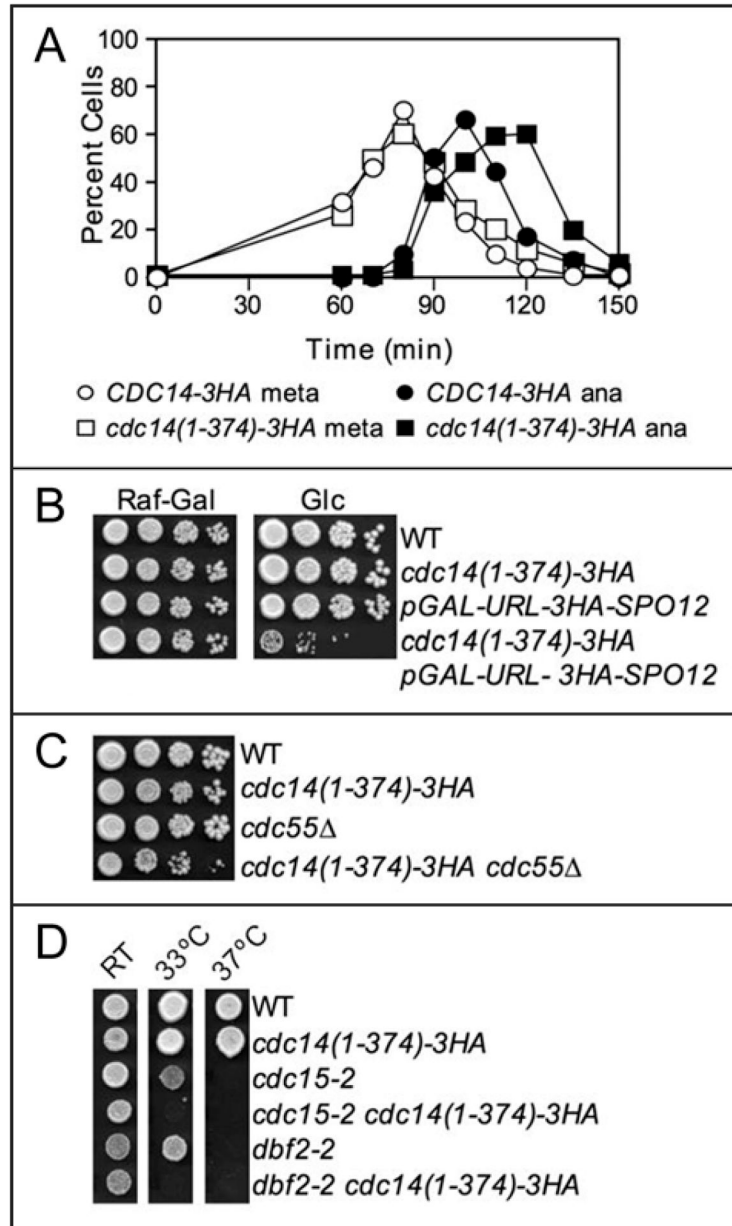 A
100
80
60
40
20
0
Percent Cells
0 30 60 90 120 150
Time (min)
CDC14-3HA meta CDC14-3HA ana
cdc14(1-374)-3HA meta cdc14(1-374)-3HA ana
B
Raf-Gal Glc
WT
cdc14(1-374)-3HA
pGAL-URL-3HA-SPO12
cdc14(1-374)-3HA
pGAL-URL- 3HA-SPO12
C
WT
cdc14(1-374)-3HA
cdc55Δ
cdc14(1-374)-3HA cdc55Δ
D
RT 33ºC 37ºC
WT
cdc14(1-374)-3HA
cdc15-2
cdc15-2 cdc14(1-374)-3HA
dbf2-2
dbf2-2 cdc14(1-374)-3HA